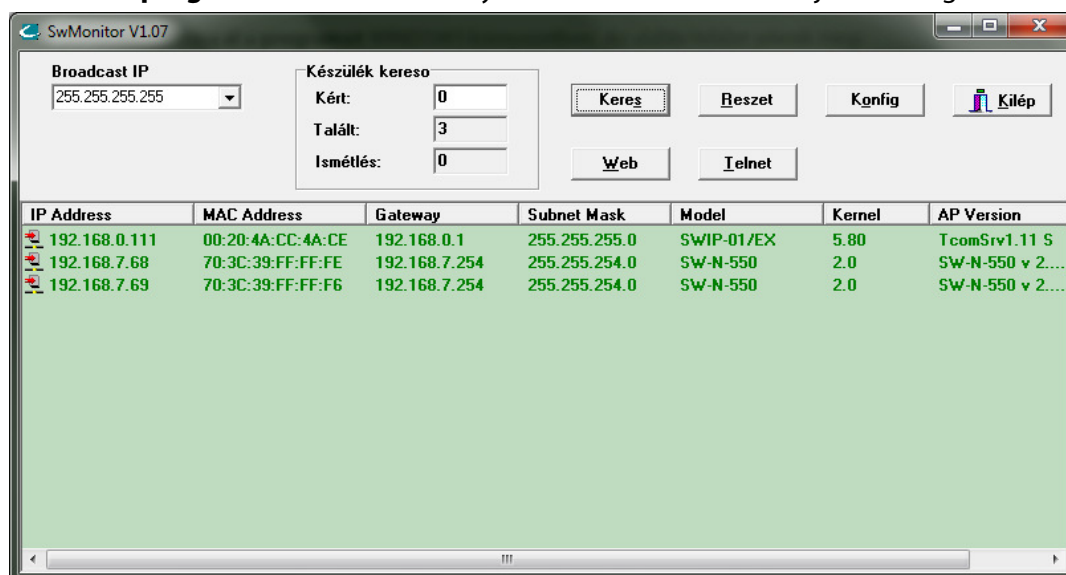 SwMonitor V1.07
Broadcast IP
255.255.255.255
Készülék kereso
Kért: 0
Talált: 3
Ismétlés: 0
Keres Reszet Konfig Kilép
Web Telnet
IP Address MAC Address Gateway Subnet Mask Model Kernel AP Version
192.168.0.111 00:20:4A:CC:4A:CE 192.168.0.1 255.255.255.0 SWIP-01/EX 5.80 TcomSrv1.11 S
192.168.7.68 70:3C:39:FF:FF:FE 192.168.7.254 255.255.254.0 SW-N-550 2.0 SW-N-550 v 2....
192.168.7.69 70:3C:39:FF:FF:F6 192.168.7.254 255.255.254.0 SW-N-550 2.0 SW-N-550 v 2....